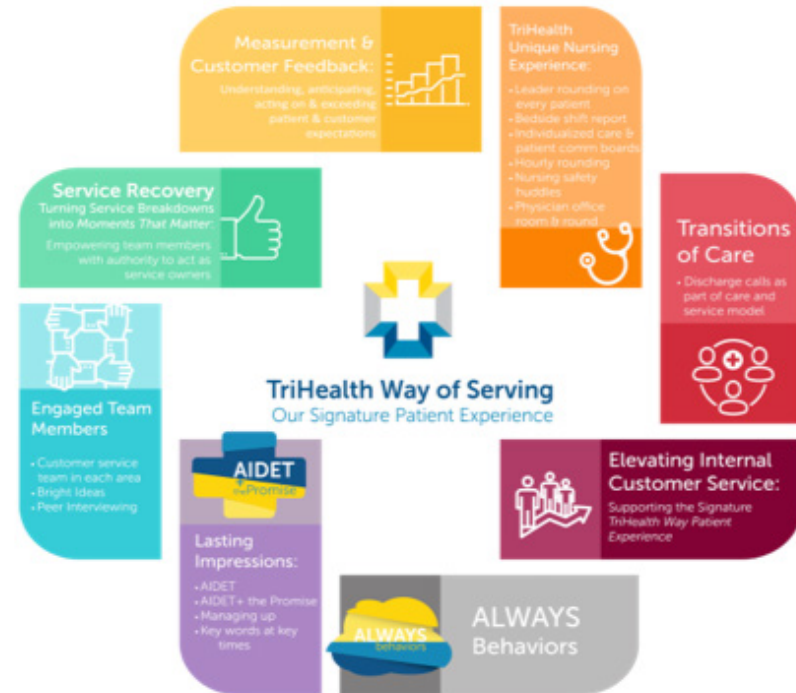 Measurement &
Customer Feedback:
Understanding, anticipating,
acting on & exceeding
patient & customer
expectations
TriHealth
Unique Nursing
Experience:
• Leader rounding on
every patient
• Bedside shift report
• Individualized care &
patient comm boards
• Hourly rounding
• Nursing safety
huddles
• Physician office
room & round
Service Recovery
Turning Service Breakdowns
into Moments That Matter:
Empowering team members
with authority to act as
service owners
Transitions
of Care
• Discharge calls as
part of care and
service model
TriHealth Way of Serving
Our Signature Patient Experience
Engaged Team
Members
• Customer service
team in each area
• Bright Ideas
• Peer Interviewing
AIDET
+
thePromise
Lasting
Impressions:
• AIDET
• AIDET+ the Promise
• Managing up
• Key words at key
times
Elevating Internal
Customer Service:
Supporting the Signature
TriHealth Way Patient
Experience
ALWAYS
behaviors
ALWAYS
Behaviors